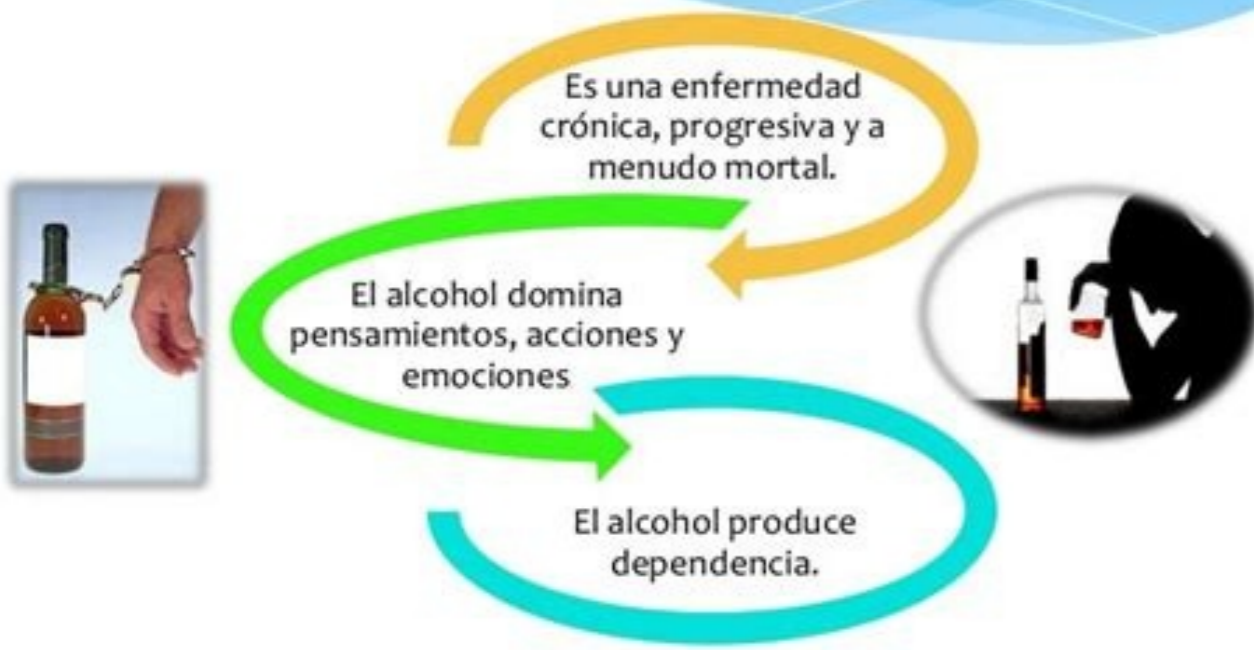 Es una enfermedad
crónica, progresiva y a
menudo mortal.
El alcohol domina
pensamientos, acciones y
emociones
El alcohol produce
dependencia.